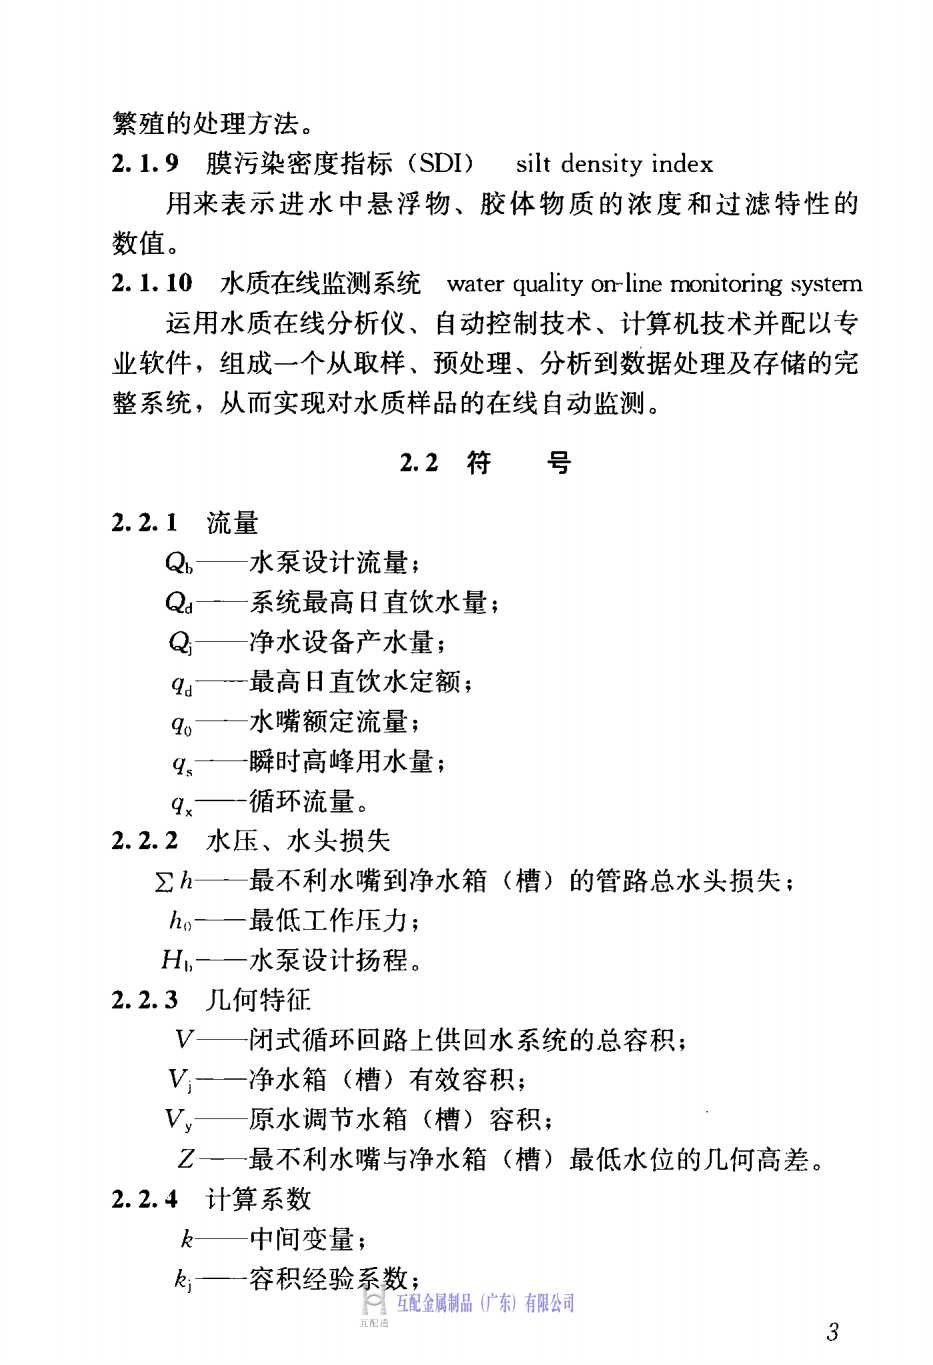 繁殖的处理方法。
2.1.9 膜污染密度指标（SDI） silt density index
用来表示进水中悬浮物、胶体物质的浓度和过滤特性的
数值。
2.1.10 水质在线监测系统 water quality on-line monitoring system
运用水质在线分析仪、自动控制技术、计算机技术并配以专
业软件，组成一个从取样、预处理、分析到数据处理及存储的完
整系统，从而实现对水质样品的在线自动监测。
2.2 符 号
2.2.1 流量
Q_b——水泵设计流量；
Q_d——系统最高日直饮水量；
Q_j——净水设备产水量；
q_d——最高日直饮水定额；
q_0——水嘴额定流量；
q_s——瞬时高峰用水量；
q_x——循环流量。
2.2.2 水压、水头损失
∑h——最不利水嘴到净水箱（槽）的管路总水头损失；
h_0——最低工作压力；
H_b——水泵设计扬程。
2.2.3 几何特征
V——闭式循环回路上供回水系统的总容积；
V_j——净水箱（槽）有效容积；
V_y——原水调节水箱（槽）容积；
Z——最不利水嘴与净水箱（槽）最低水位的几何高差。
2.2.4 计算系数
k——中间变量；
k_j——容积经验系数；
互配金属制品（广东）有限公司
互配通
3